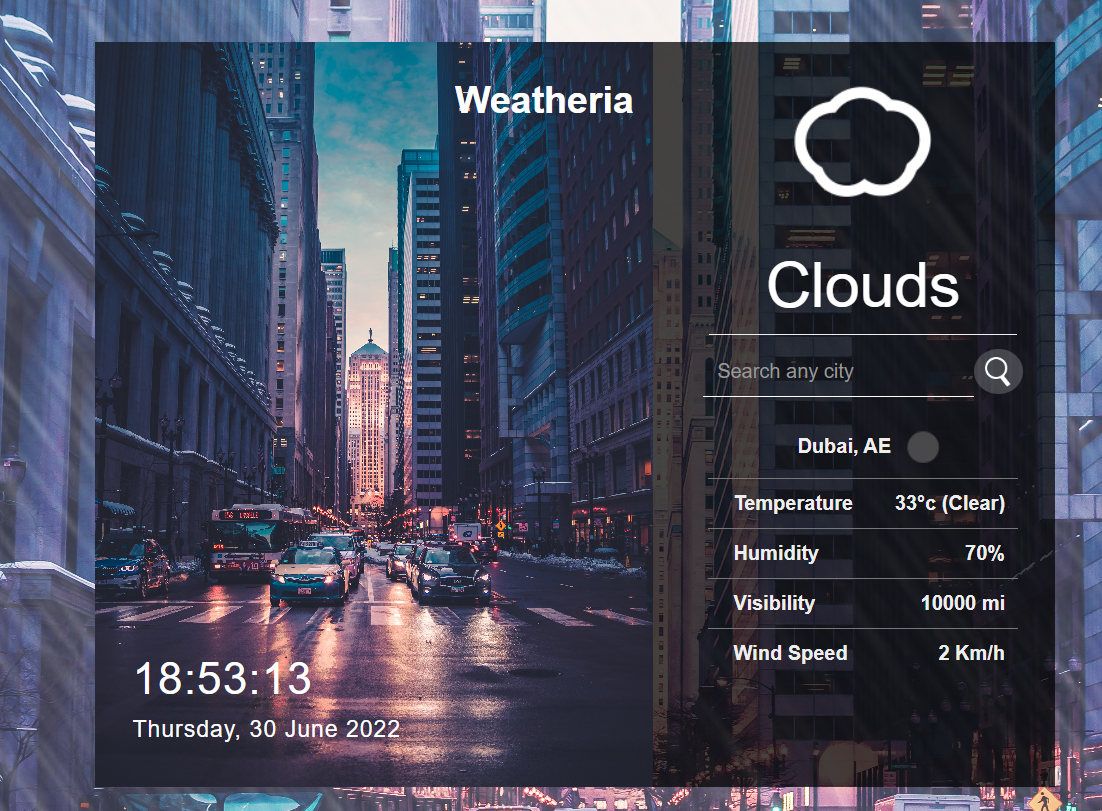 Weatheria
18:53:13
Thursday, 30 June 2022
Clouds
Search any city
Dubai, AE
Temperature 33°c (Clear)
Humidity 70%
Visibility 10000 mi
Wind Speed 2 Km/h